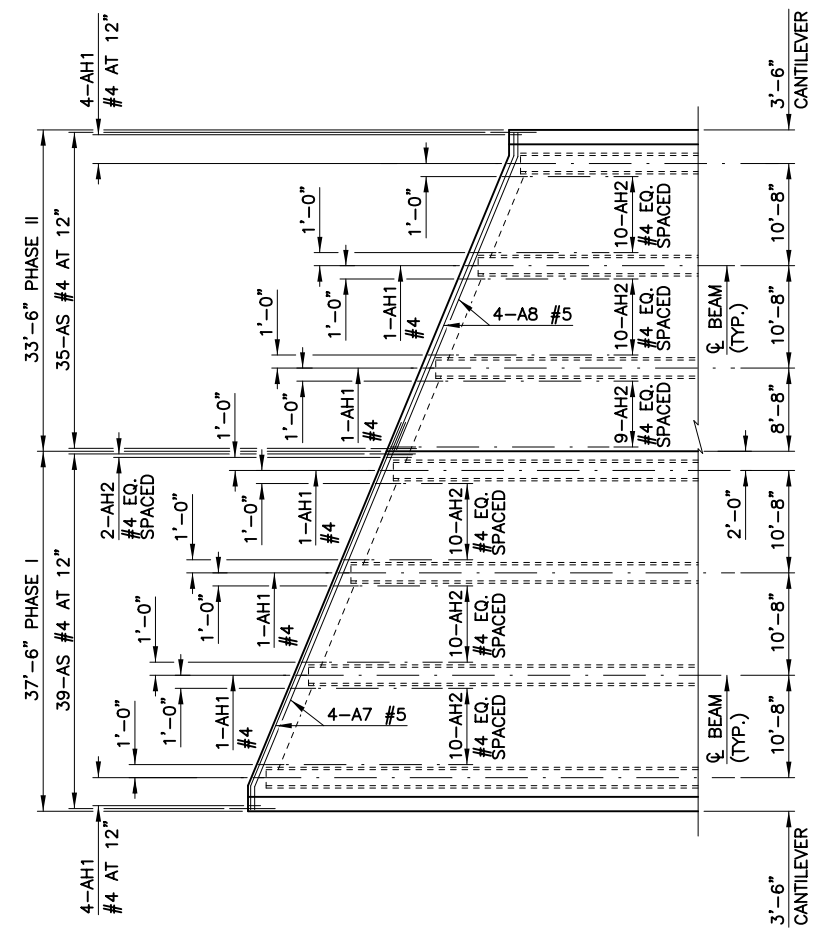 4-AH1
#4 AT 12"
33'-6" PHASE II
35-AS #4 AT 12"
37'-6" PHASE I
39-AS #4 AT 12"
4-AH1
#4 AT 12"
2-AH2
#4 EQ.
SPACED
1'-0"
1'-0"
1-AH1
#4
1'-0"
1'-0"
1-AH1
#4
1'-0"
1'-0"
1-AH1
#4
1'-0"
1'-0"
1-AH1
#4
1'-0"
1'-0"
1-AH1
#4
1'-0"
1'-0"
4-A8 #5
4-A7 #5
10-AH2
#4 EQ.
SPACED
10-AH2
#4 EQ.
SPACED
9-AH2
#4 EQ.
SPACED
10-AH2
#4 EQ.
SPACED
10-AH2
#4 EQ.
SPACED
10-AH2
#4 EQ.
SPACED
℄ BEAM
(TYP.)
℄ BEAM
(TYP.)
2'-0"
3'-6"
CANTILEVER
10'-8"
10'-8"
8'-8"
10'-8"
10'-8"
10'-8"
3'-6"
CANTILEVER